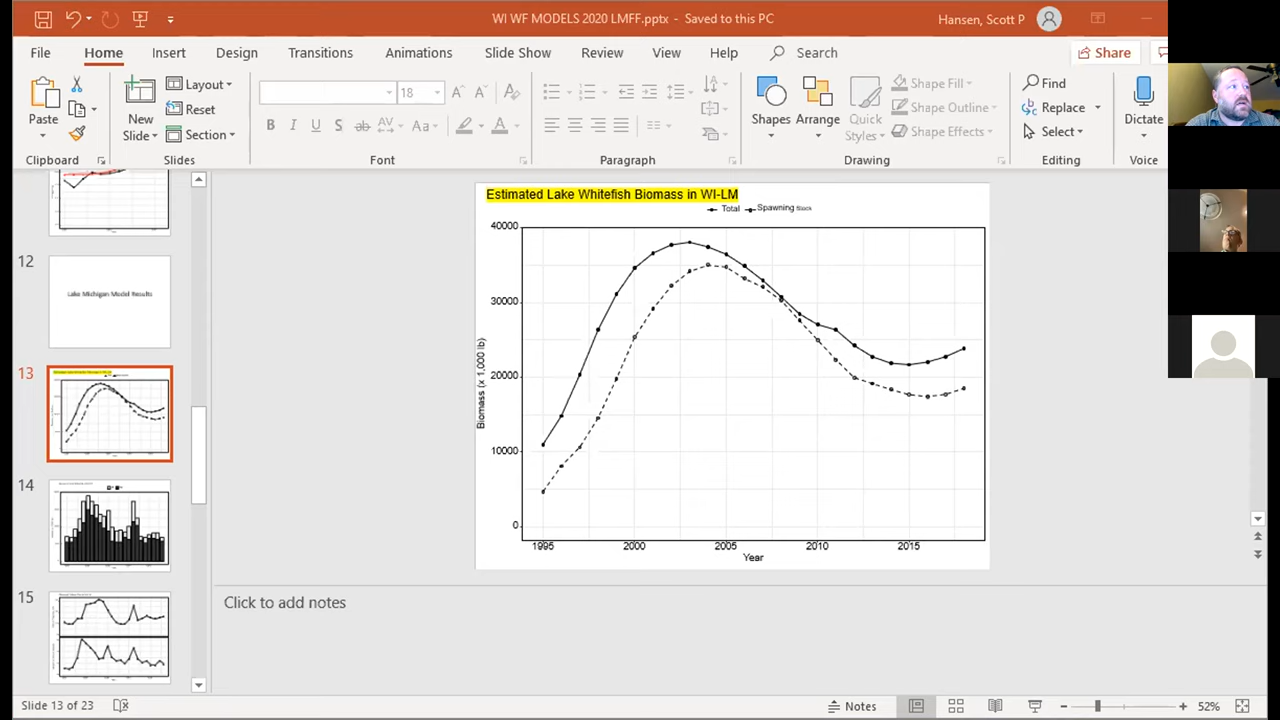 WI WF MODELS 2020 LMFF.pptx - Saved to this PC
Hansen, Scott P
File Home Insert Design Transitions Animations Slide Show Review View Help Search Share
Paste
New Slide
Layout
Reset
Section
18
Shapes Arrange Quick Styles
Shape Fill
Shape Outline
Shape Effects
Find
Replace
Select
Dictate
Clipboard Slides Font Paragraph Drawing Editing Voice
12
Lake Michigan Model Results
13
14
15
Estimated Lake Whitefish Biomass in WI-LM
Total Spawning Stock
40000
30000
20000
10000
0
Biomass (x 1,000 lb)
1995 2000 2005 2010 2015
Year
Click to add notes
Slide 13 of 23
Notes
52%